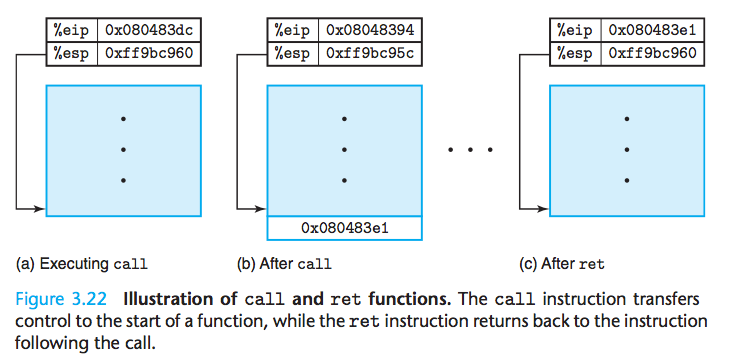 %eip 0x080483dc
%esp 0xff9bc960
%eip 0x08048394
%esp 0xff9bc95c
0x080483e1
%eip 0x080483e1
%esp 0xff9bc960
(a) Executing call
(b) After call
(c) After ret
Figure 3.22 Illustration of call and ret functions. The call instruction transfers
control to the start of a function, while the ret instruction returns back to the instruction
following the call.